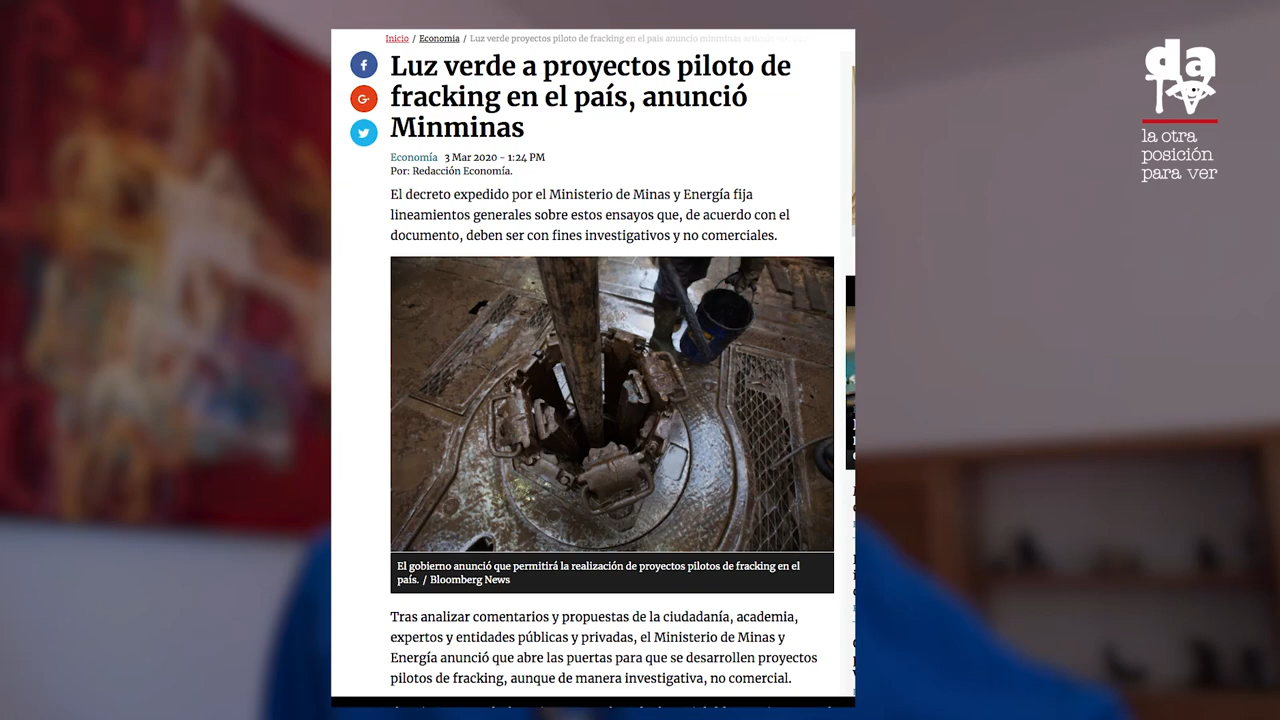 Inicio / Economía / Luz verde proyectos piloto de fracking en el pais anuncio minminas
Luz verde a proyectos piloto de
fracking en el país, anunció
Minminas
Economía 3 Mar 2020 - 1:24 PM
Por: Redacción Economía.
El decreto expedido por el Ministerio de Minas y Energía fija
lineamientos generales sobre estos ensayos que, de acuerdo con el
documento, deben ser con fines investigativos y no comerciales.
El gobierno anunció que permitirá la realización de proyectos pilotos de fracking en el
país. / Bloomberg News
Tras analizar comentarios y propuestas de la ciudadanía, academia,
expertos y entidades públicas y privadas, el Ministerio de Minas y
Energía anunció que abre las puertas para que se desarrollen proyectos
pilotos de fracking, aunque de manera investigativa, no comercial.
da
tv
la otra
posición
para ver